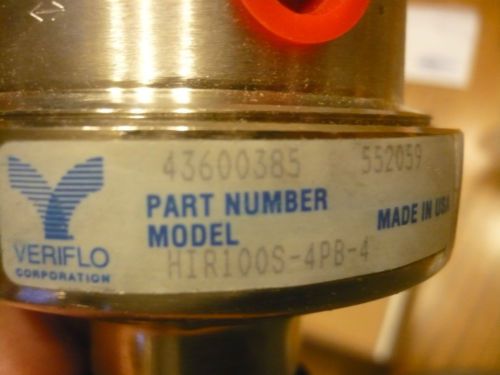 43600385 552059
PART NUMBER
MADE IN USA
MODEL
HIR100S-4PB-4
VERIFLO
CORPORATION